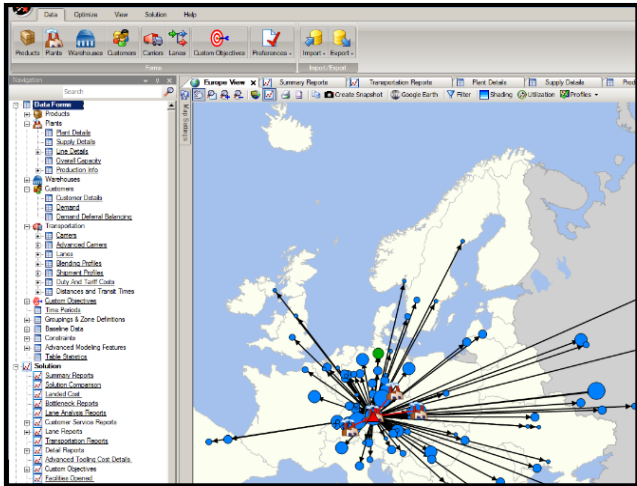 Data Optimize View Solution Help
Products Plants Warehouses Customers Carriers Lanes Custom Objectives Preferences Import Export
Forms Import/Export
Navigation
Europe View Summary Reports Transportation Reports Plant Details Supply Details Prod
Search
Create Snapshot Google Earth Filter Shading Utilization Profiles
Map Settings
Data Forms
Products
Plants
Plant Details
Supply Details
Line Details
Overall Capacity
Production Info
Warehouses
Customers
Customer Details
Demand
Demand Deferral Balancing
Transportation
Carriers
Advanced Carriers
Lanes
Blending Profiles
Shipment Profiles
Duty And Tariff Costs
Distances and Transit Times
Custom Objectives
Time Periods
Groupings & Zone Definitions
Baseline Data
Constraints
Advanced Modeling Features
Table Statistics
Solution
Summary Reports
Solution Comparison
Landed Cost
Bottleneck Reports
Lane Analysis Reports
Customer Service Reports
Lane Reports
Transportation Reports
Detail Reports
Advanced Tooling Cost Details
Custom Objectives
Facilities Opened